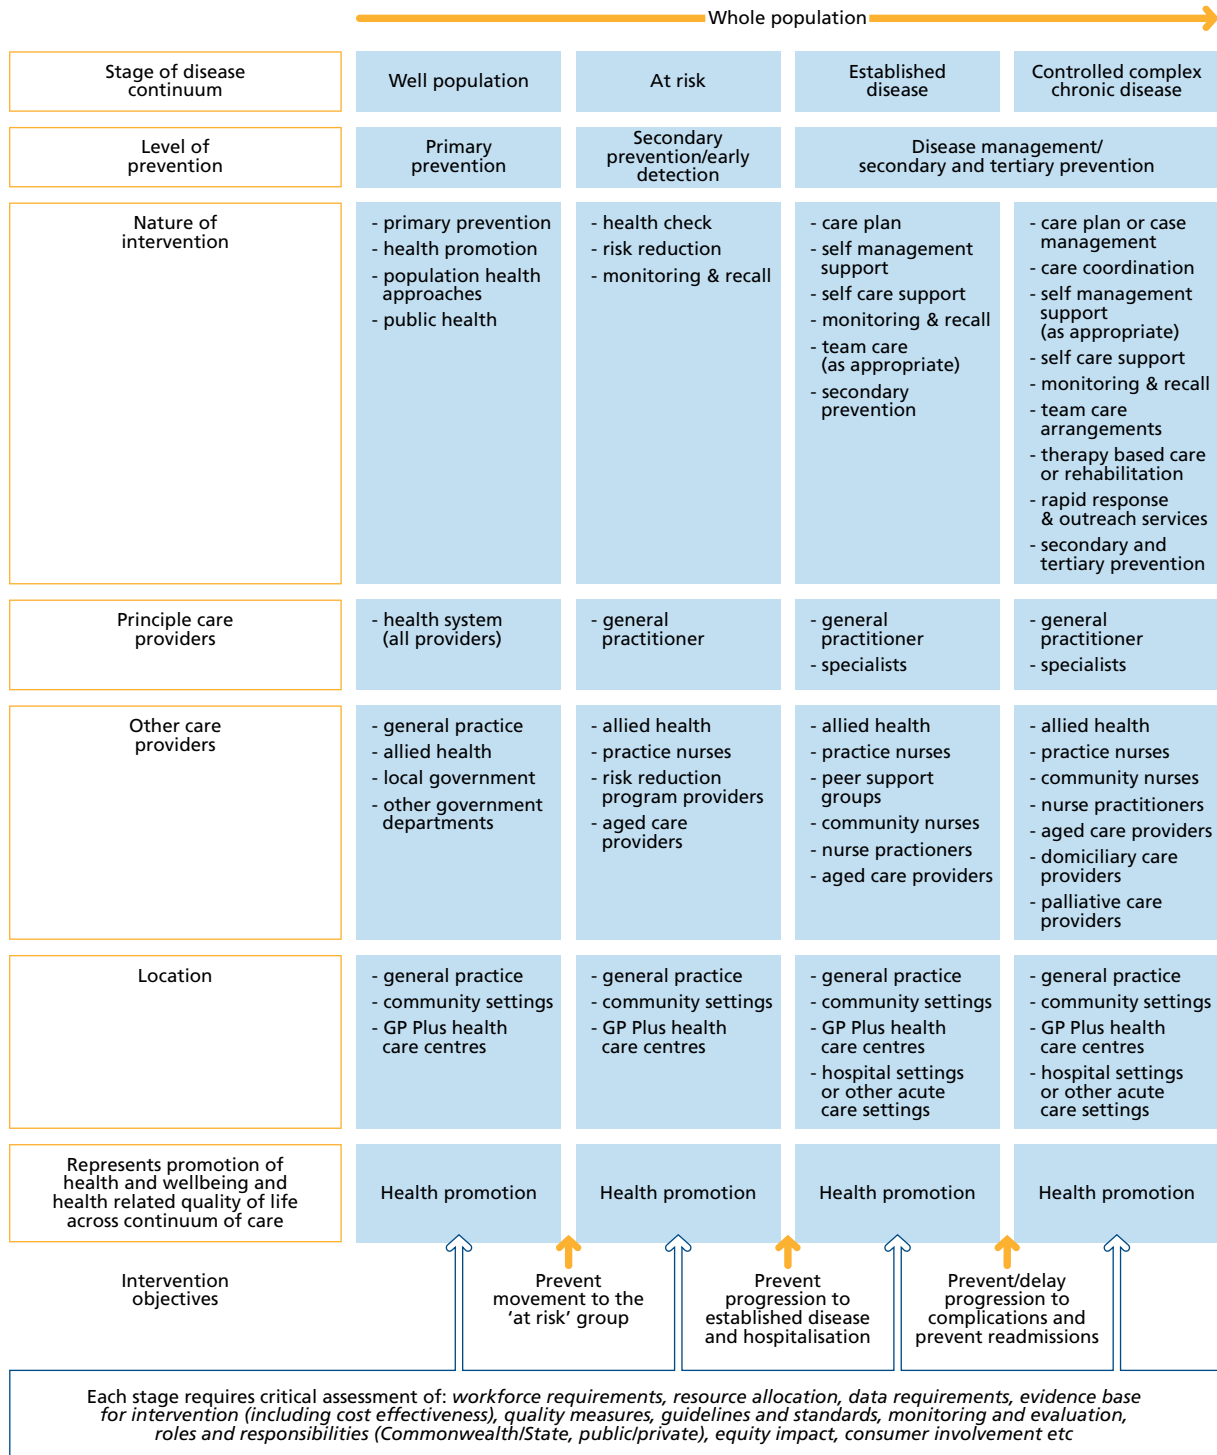 Whole population
Stage of disease
continuum
Well population
At risk
Established
disease
Controlled complex
chronic disease
Level of
prevention
Primary
prevention
Secondary
prevention/early
detection
Disease management/
secondary and tertiary prevention
Nature of
intervention
- primary prevention
- health promotion
- population health
approaches
- public health
- health check
- risk reduction
- monitoring & recall
- care plan
- self management
support
- self care support
- monitoring & recall
- team care
(as appropriate)
- secondary
prevention
- care plan or case
management
- care coordination
- self management
support
(as appropriate)
- self care support
- monitoring & recall
- team care
arrangements
- therapy based care
or rehabilitation
- rapid response
& outreach services
- secondary and
tertiary prevention
Principle care
providers
- health system
(all providers)
- general
practitioner
- general
practitioner
- specialists
- general
practitioner
- specialists
Other care
providers
- general practice
- allied health
- local government
- other government
departments
- allied health
- practice nurses
- risk reduction
program providers
- aged care
providers
- allied health
- practice nurses
- peer support
groups
- community nurses
- nurse practioners
- aged care providers
- allied health
- practice nurses
- community nurses
- nurse practitioners
- aged care providers
- domiciliary care
providers
- palliative care
providers
Location
- general practice
- community settings
- GP Plus health
care centres
- general practice
- community settings
- GP Plus health
care centres
- general practice
- community settings
- GP Plus health
care centres
- hospital settings
or other acute
care settings
- general practice
- community settings
- GP Plus health
care centres
- hospital settings
or other acute
care settings
Represents promotion of
health and wellbeing and
health related quality of life
across continuum of care
Health promotion
Health promotion
Health promotion
Health promotion
Intervention
objectives
Prevent
movement to the
'at risk' group
Prevent
progression to
established disease
and hospitalisation
Prevent/delay
progression to
complications and
prevent readmissions
Each stage requires critical assessment of: workforce requirements, resource allocation, data requirements, evidence base
for intervention (including cost effectiveness), quality measures, guidelines and standards, monitoring and evaluation,
roles and responsibilities (Commonwealth/State, public/private), equity impact, consumer involvement etc